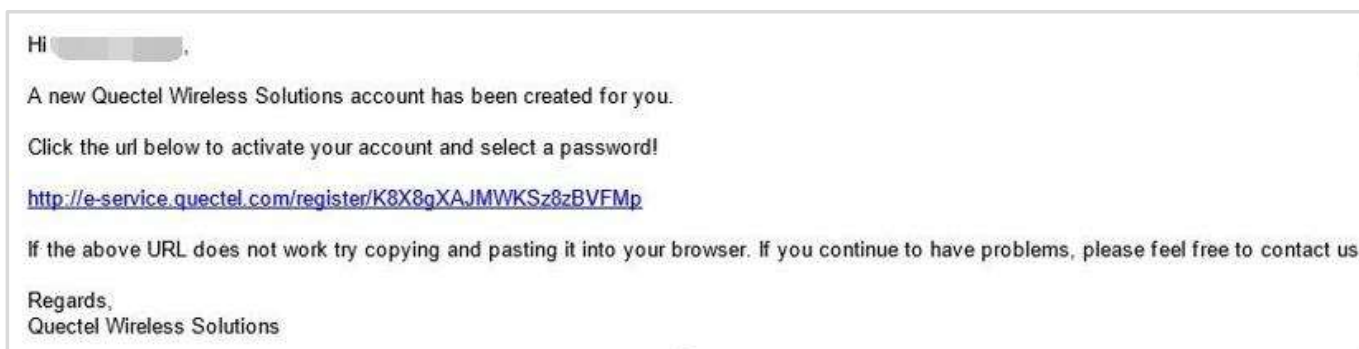 Hi ,
A new Quectel Wireless Solutions account has been created for you.
Click the url below to activate your account and select a password!
http://e-service.quectel.com/register/K8X8gXAJMWKSz8zBVFMp
If the above URL does not work try copying and pasting it into your browser. If you continue to have problems, please feel free to contact us
Regards,
Quectel Wireless Solutions